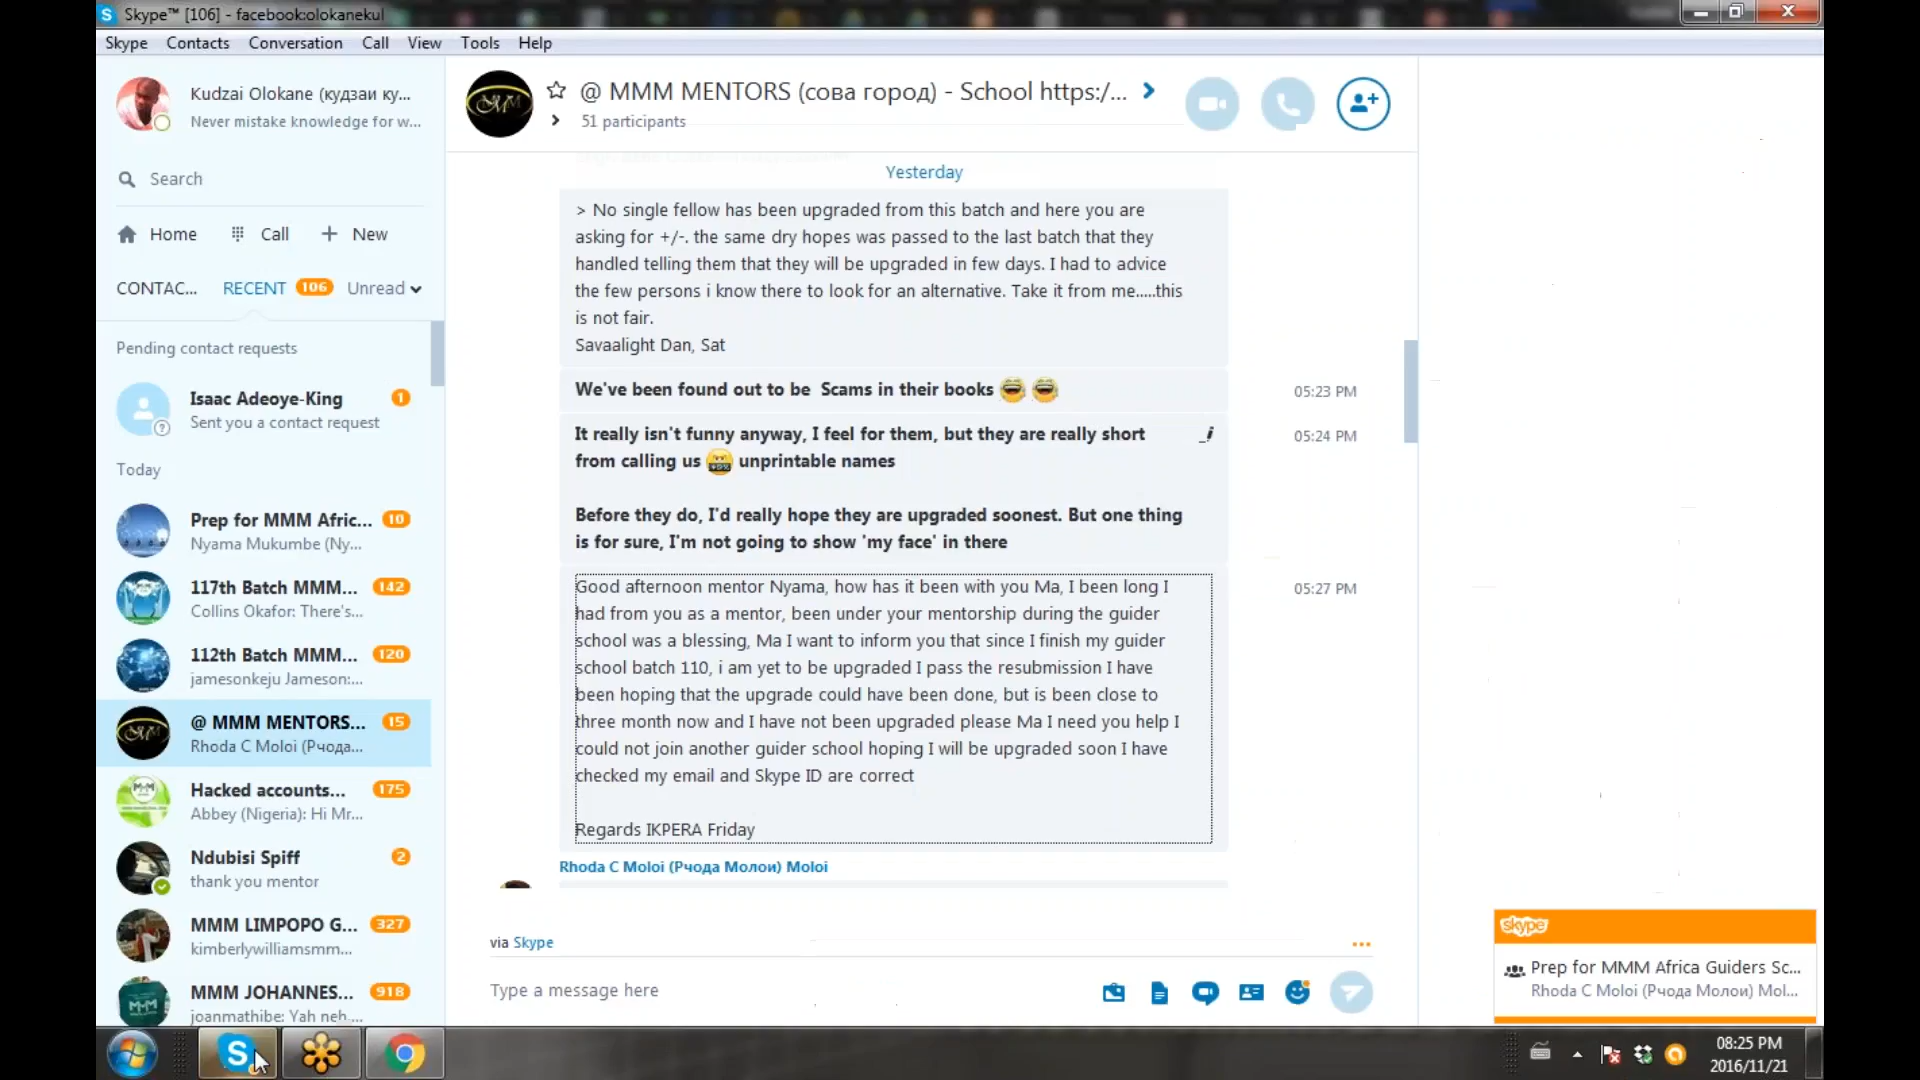 Skype™ [106] - facebook:olokanekul
Skype Contacts Conversation Call View Tools Help
Kudzai Olokane (кудзаи ку...
Never mistake knowledge for w...
Search
Home Call New
CONTAC... RECENT 106 Unread
Pending contact requests
Isaac Adeoye-King 1
Sent you a contact request
Today
Prep for MMM Afric... 10
Nyama Mukumbe (Ny...
117th Batch MMM... 142
Collins Okafor: There's...
112th Batch MMM... 120
jamesonkeju Jameson:...
@ MMM MENTORS... 15
Rhoda C Moloi (Рчода...
Hacked accounts... 175
Abbey (Nigeria): Hi Mr...
Ndubisi Spiff 2
thank you mentor
MMM LIMPOPO G... 327
kimberlywilliamsmm...
MMM JOHANNES... 918
joanmathibe: Yah neh...
@ MMM MENTORS (сова город) - School https:/...
51 participants
Yesterday
> No single fellow has been upgraded from this batch and here you are
asking for +/-. the same dry hopes was passed to the last batch that they
handled telling them that they will be upgraded in few days. I had to advice
the few persons i know there to look for an alternative. Take it from me.....this
is not fair.
Savaalight Dan, Sat
We've been found out to be Scams in their books 05:23 PM
It really isn't funny anyway, I feel for them, but they are really short 05:24 PM
from calling us unprintable names
Before they do, I'd really hope they are upgraded soonest. But one thing
is for sure, I'm not going to show 'my face' in there
Good afternoon mentor Nyama, how has it been with you Ma, I been long I 05:27 PM
had from you as a mentor, been under your mentorship during the guider
school was a blessing, Ma I want to inform you that since I finish my guider
school batch 110, i am yet to be upgraded I pass the resubmission I have
been hoping that the upgrade could have been done, but is been close to
three month now and I have not been upgraded please Ma I need you help I
could not join another guider school hoping I will be upgraded soon I have
checked my email and Skype ID are correct
Regards IKPERA Friday
Rhoda C Moloi (Рчода Молои) Moloi
via Skype
Type a message here
skype
Prep for MMM Africa Guiders Sc...
Rhoda C Moloi (Рчода Молои) Mol...
08:25 PM
2016/11/21